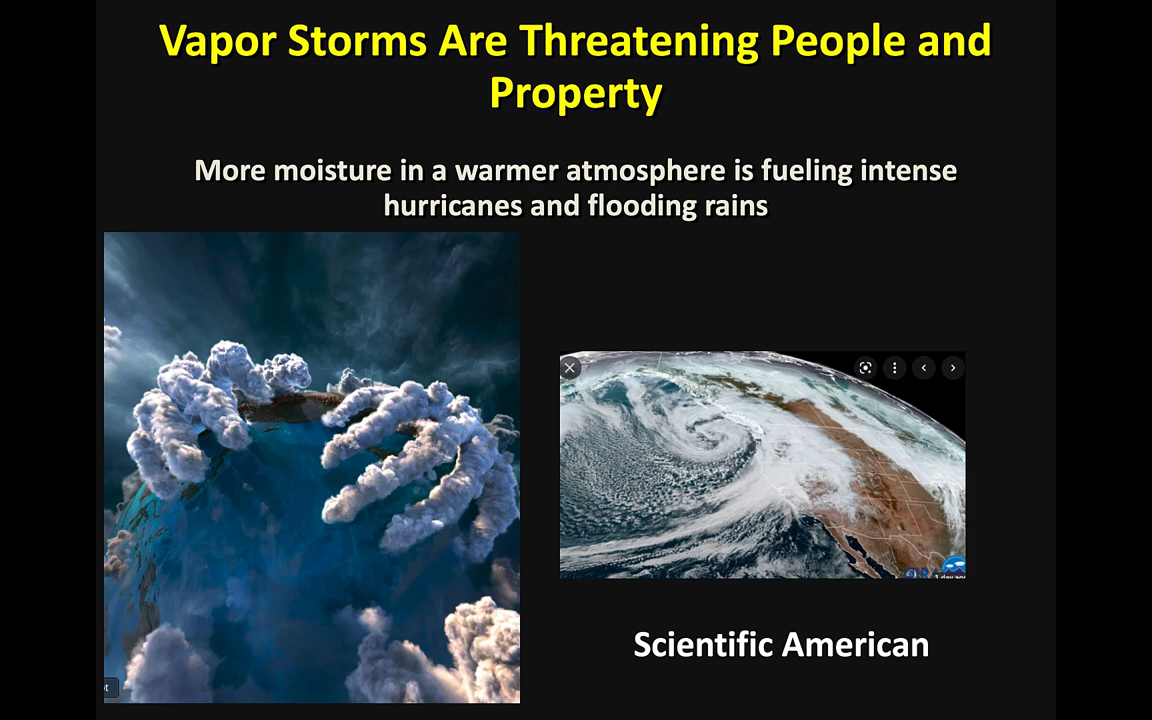 Vapor Storms Are Threatening People and
Property
More moisture in a warmer atmosphere is fueling intense
hurricanes and flooding rains
Scientific American